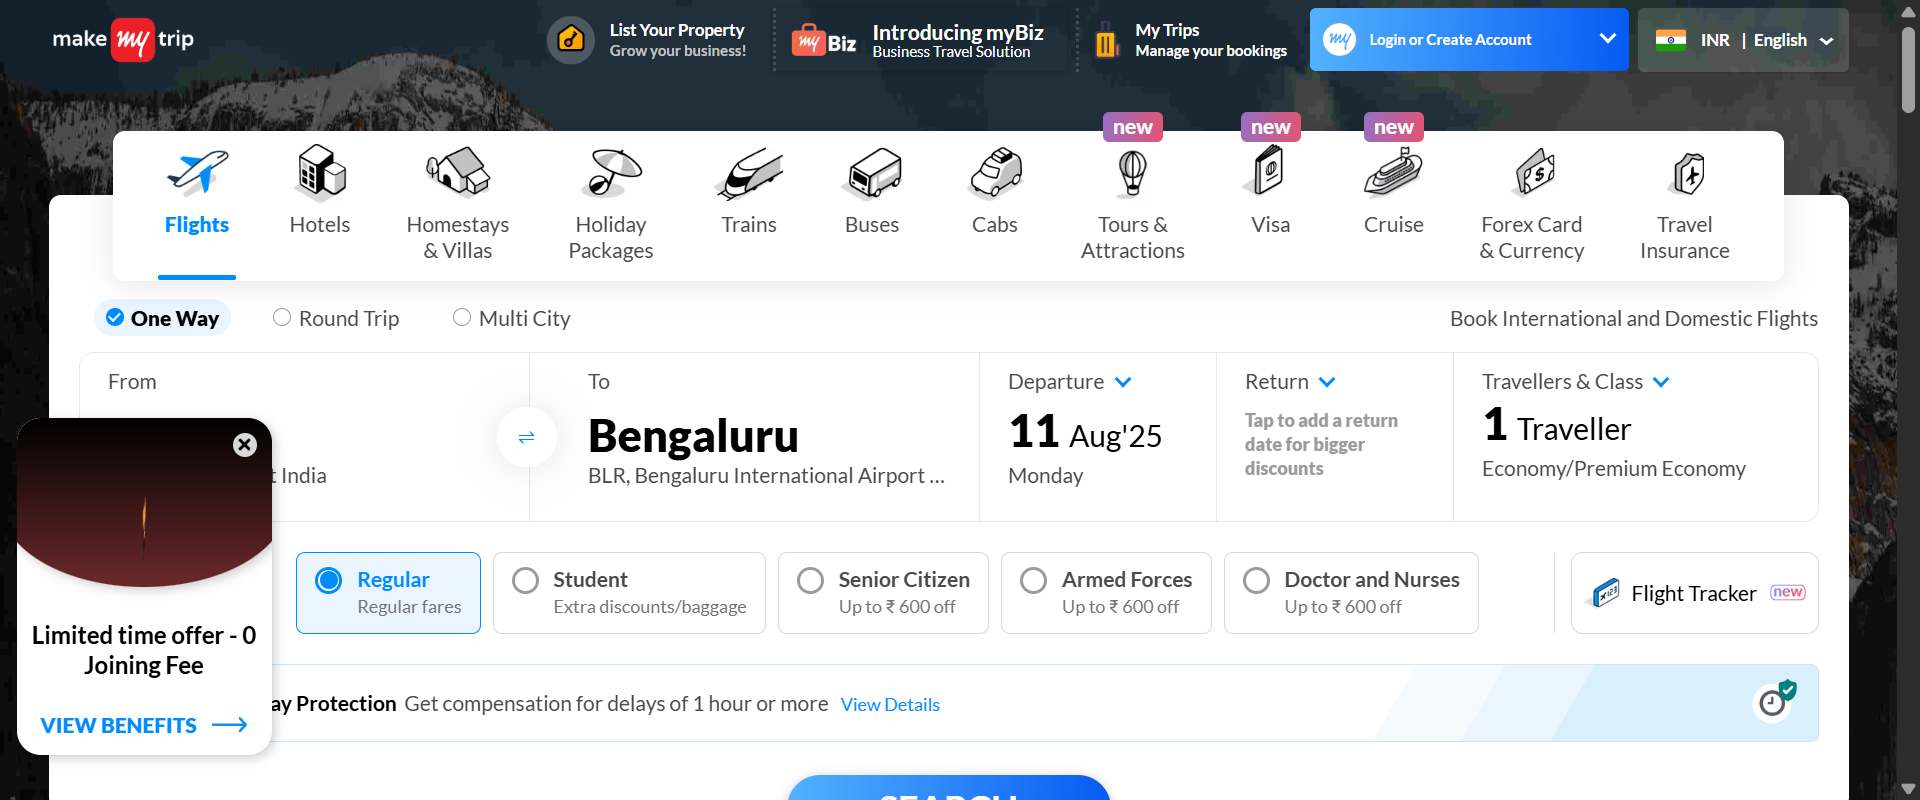 make my trip
List Your Property
Grow your business!
my Biz
Introducing myBiz
Business Travel Solution
My Trips
Manage your bookings
my Login or Create Account
INR | English
new
new
new
Flights
Hotels
Homestays
& Villas
Holiday
Packages
Trains
Buses
Cabs
Tours &
Attractions
Visa
Cruise
Forex Card
& Currency
Travel
Insurance
One Way
Round Trip
Multi City
Book International and Domestic Flights
From
t India
To
Bengaluru
BLR, Bengaluru International Airport ...
Departure
11 Aug'25
Monday
Return
Tap to add a return
date for bigger
discounts
Travellers & Class
1 Traveller
Economy/Premium Economy
Regular
Regular fares
Student
Extra discounts/baggage
Senior Citizen
Up to ₹ 600 off
Armed Forces
Up to ₹ 600 off
Doctor and Nurses
Up to ₹ 600 off
Flight Tracker new
Limited time offer - 0
Joining Fee
VIEW BENEFITS
ay Protection Get compensation for delays of 1 hour or more View Details
SEARCH